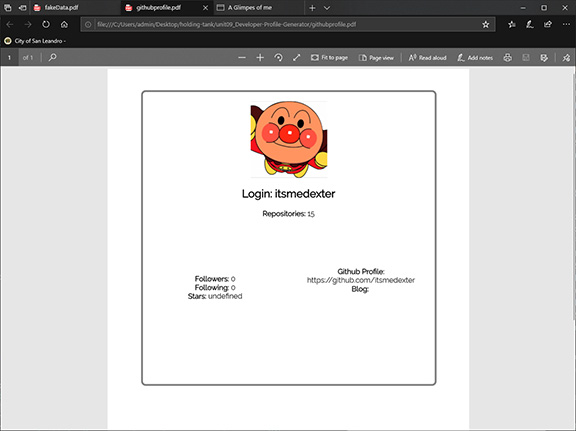 fakeData.pdf
githubprofile.pdf
A Glimpes of me
file:///C:/Users/admin/Desktop/holding-tank/unit09_Developer-Profile-Generator/githubprofile.pdf
City of San Leandro -
1 of 1
Fit to page
Page view
Read aloud
Add notes
Login: itsmedexter
Repositories: 15
Followers: 0
Following: 0
Stars: undefined
Github Profile:
https://github.com/itsmedexter
Blog: